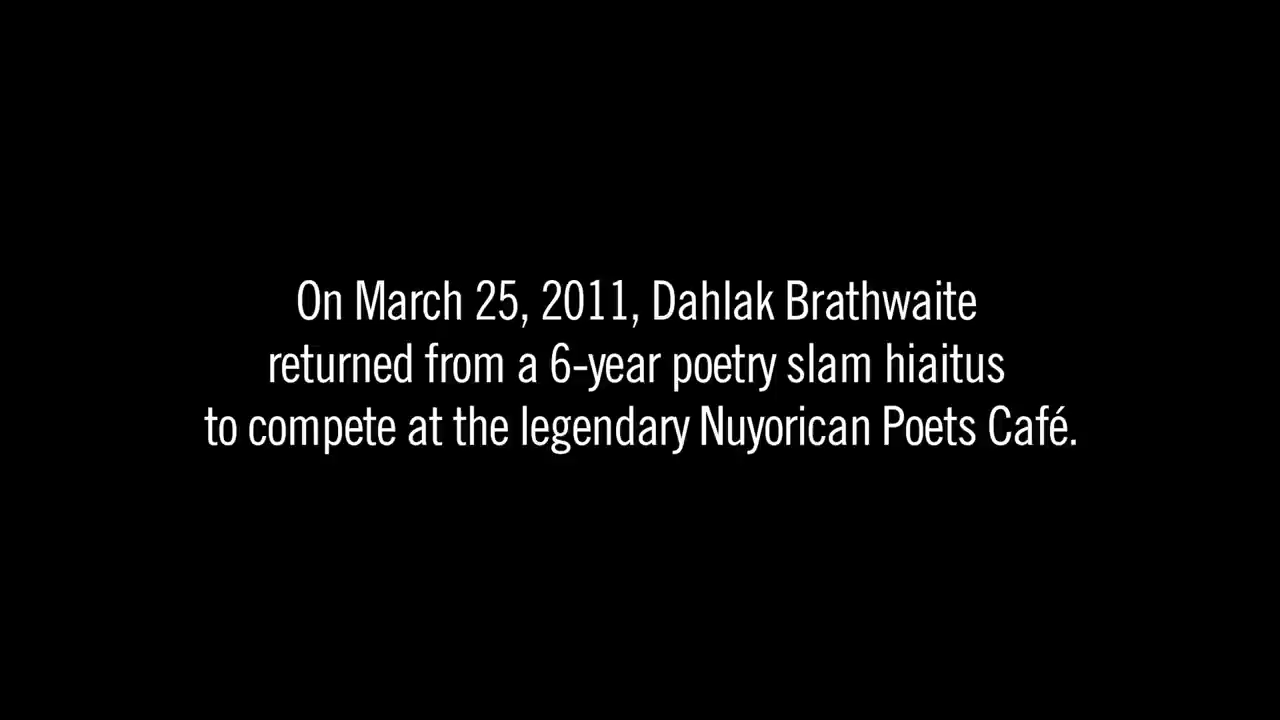 On March 25, 2011, Dahlak Brathwaite
returned from a 6-year poetry slam hiaitus
to compete at the legendary Nuyorican Poets Café.